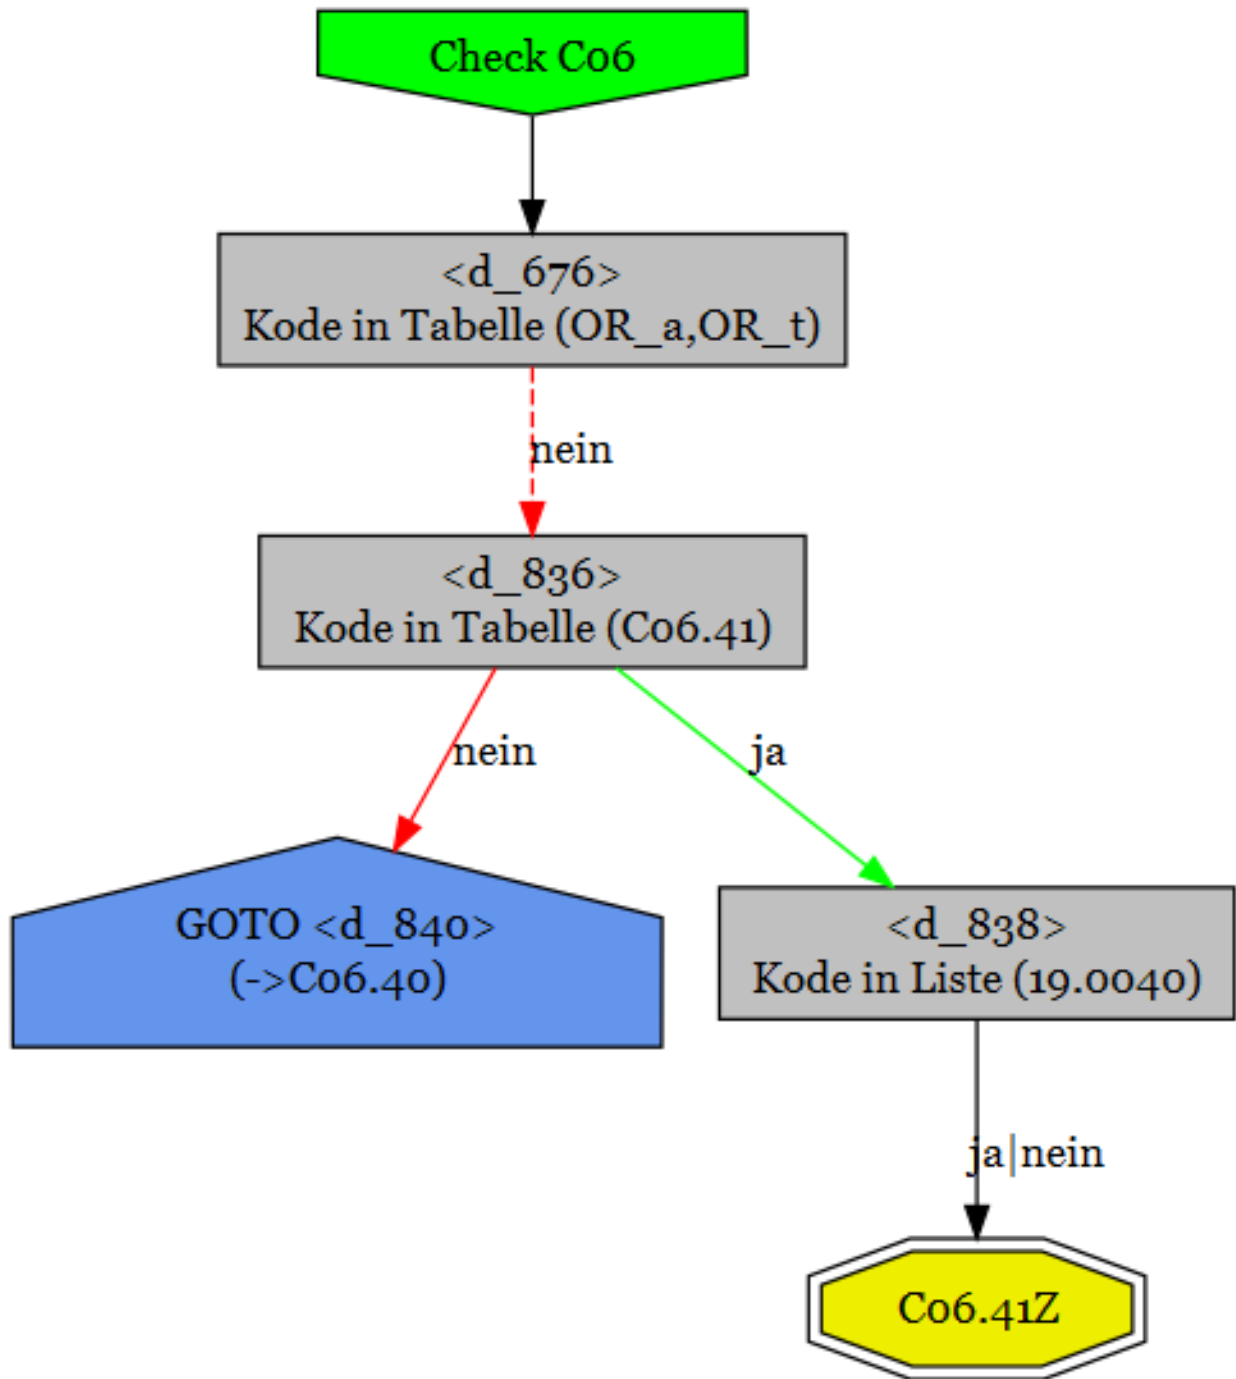 Check C06
<d_676>
Kode in Tabelle (OR_a,OR_t)
nein
<d_836>
Kode in Tabelle (C06.41)
nein
ja
GOTO <d_840>
(->C06.40)
<d_838>
Kode in Liste (19.0040)
ja|nein
C06.41Z